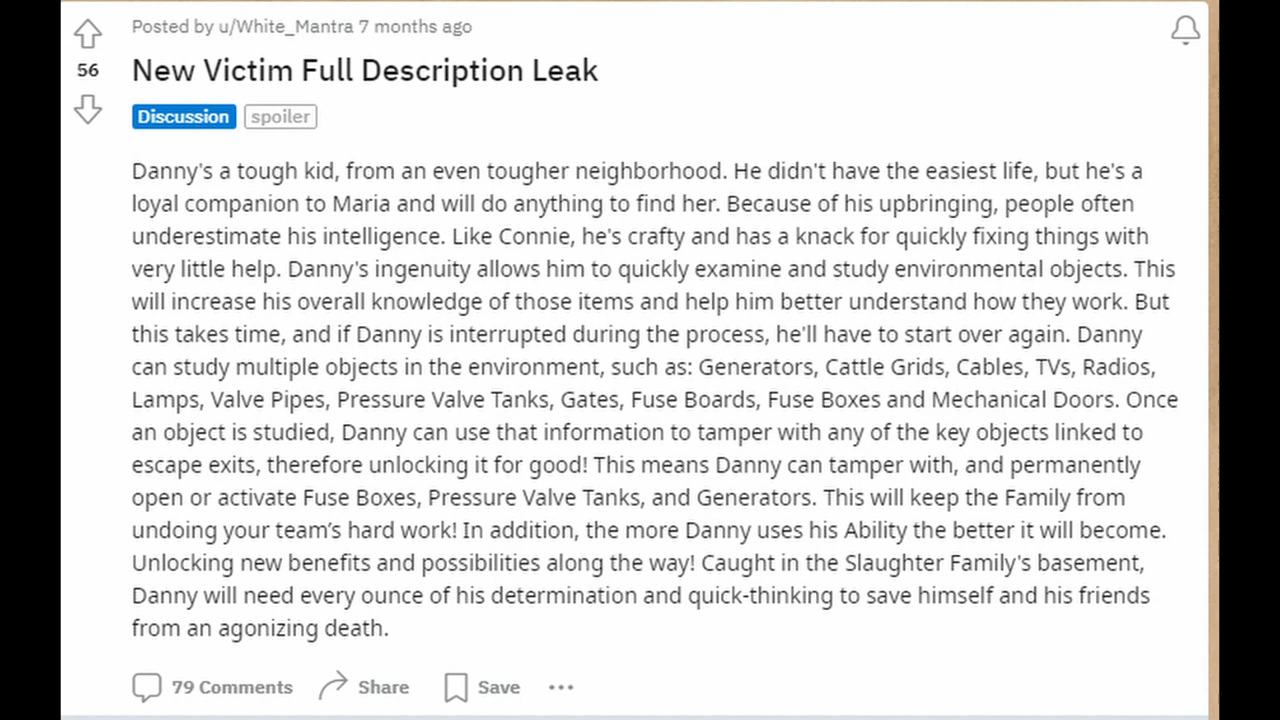 Posted by u/White_Mantra 7 months ago
56
New Victim Full Description Leak
Discussion spoiler
Danny's a tough kid, from an even tougher neighborhood. He didn't have the easiest life, but he's a
loyal companion to Maria and will do anything to find her. Because of his upbringing, people often
underestimate his intelligence. Like Connie, he's crafty and has a knack for quickly fixing things with
very little help. Danny's ingenuity allows him to quickly examine and study environmental objects. This
will increase his overall knowledge of those items and help him better understand how they work. But
this takes time, and if Danny is interrupted during the process, he'll have to start over again. Danny
can study multiple objects in the environment, such as: Generators, Cattle Grids, Cables, TVs, Radios,
Lamps, Valve Pipes, Pressure Valve Tanks, Gates, Fuse Boards, Fuse Boxes and Mechanical Doors. Once
an object is studied, Danny can use that information to tamper with any of the key objects linked to
escape exits, therefore unlocking it for good! This means Danny can tamper with, and permanently
open or activate Fuse Boxes, Pressure Valve Tanks, and Generators. This will keep the Family from
undoing your team’s hard work! In addition, the more Danny uses his Ability the better it will become.
Unlocking new benefits and possibilities along the way! Caught in the Slaughter Family's basement,
Danny will need every ounce of his determination and quick-thinking to save himself and his friends
from an agonizing death.
79 Comments Share Save